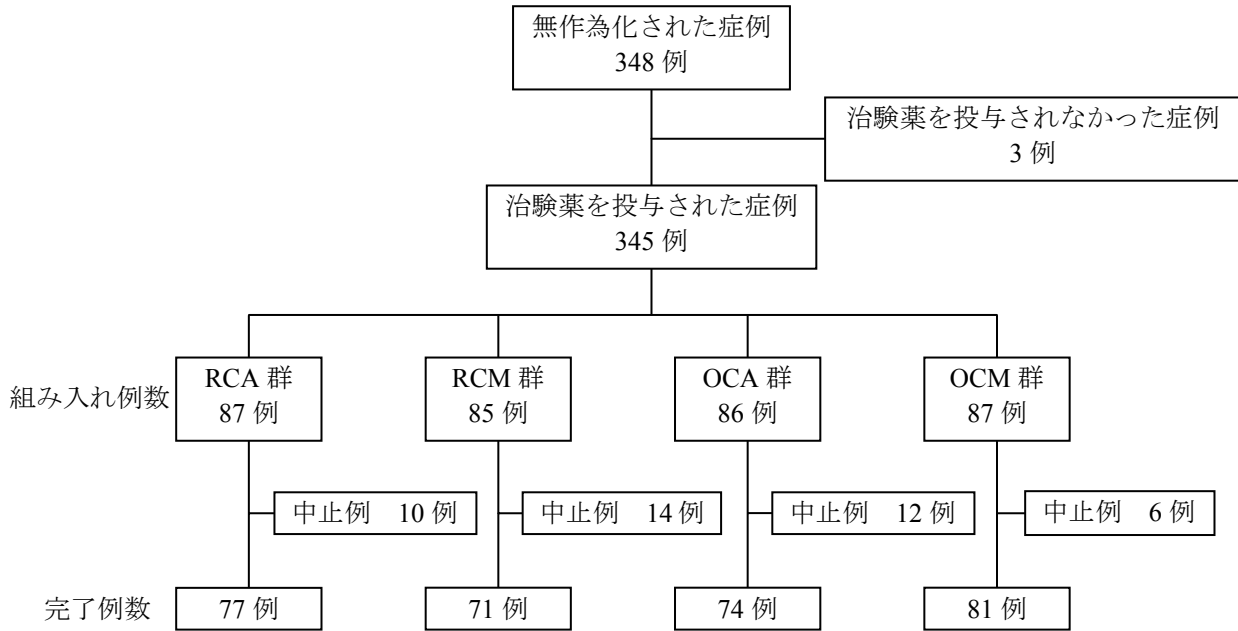 無作為化された症例
348 例
治験薬を投与されなかった症例
3 例
治験薬を投与された症例
345 例
組み入れ例数
RCA 群
87 例
RCM 群
85 例
OCA 群
86 例
OCM 群
87 例
中止例　10 例
中止例　14 例
中止例　12 例
中止例　6 例
完了例数
77 例
71 例
74 例
81 例